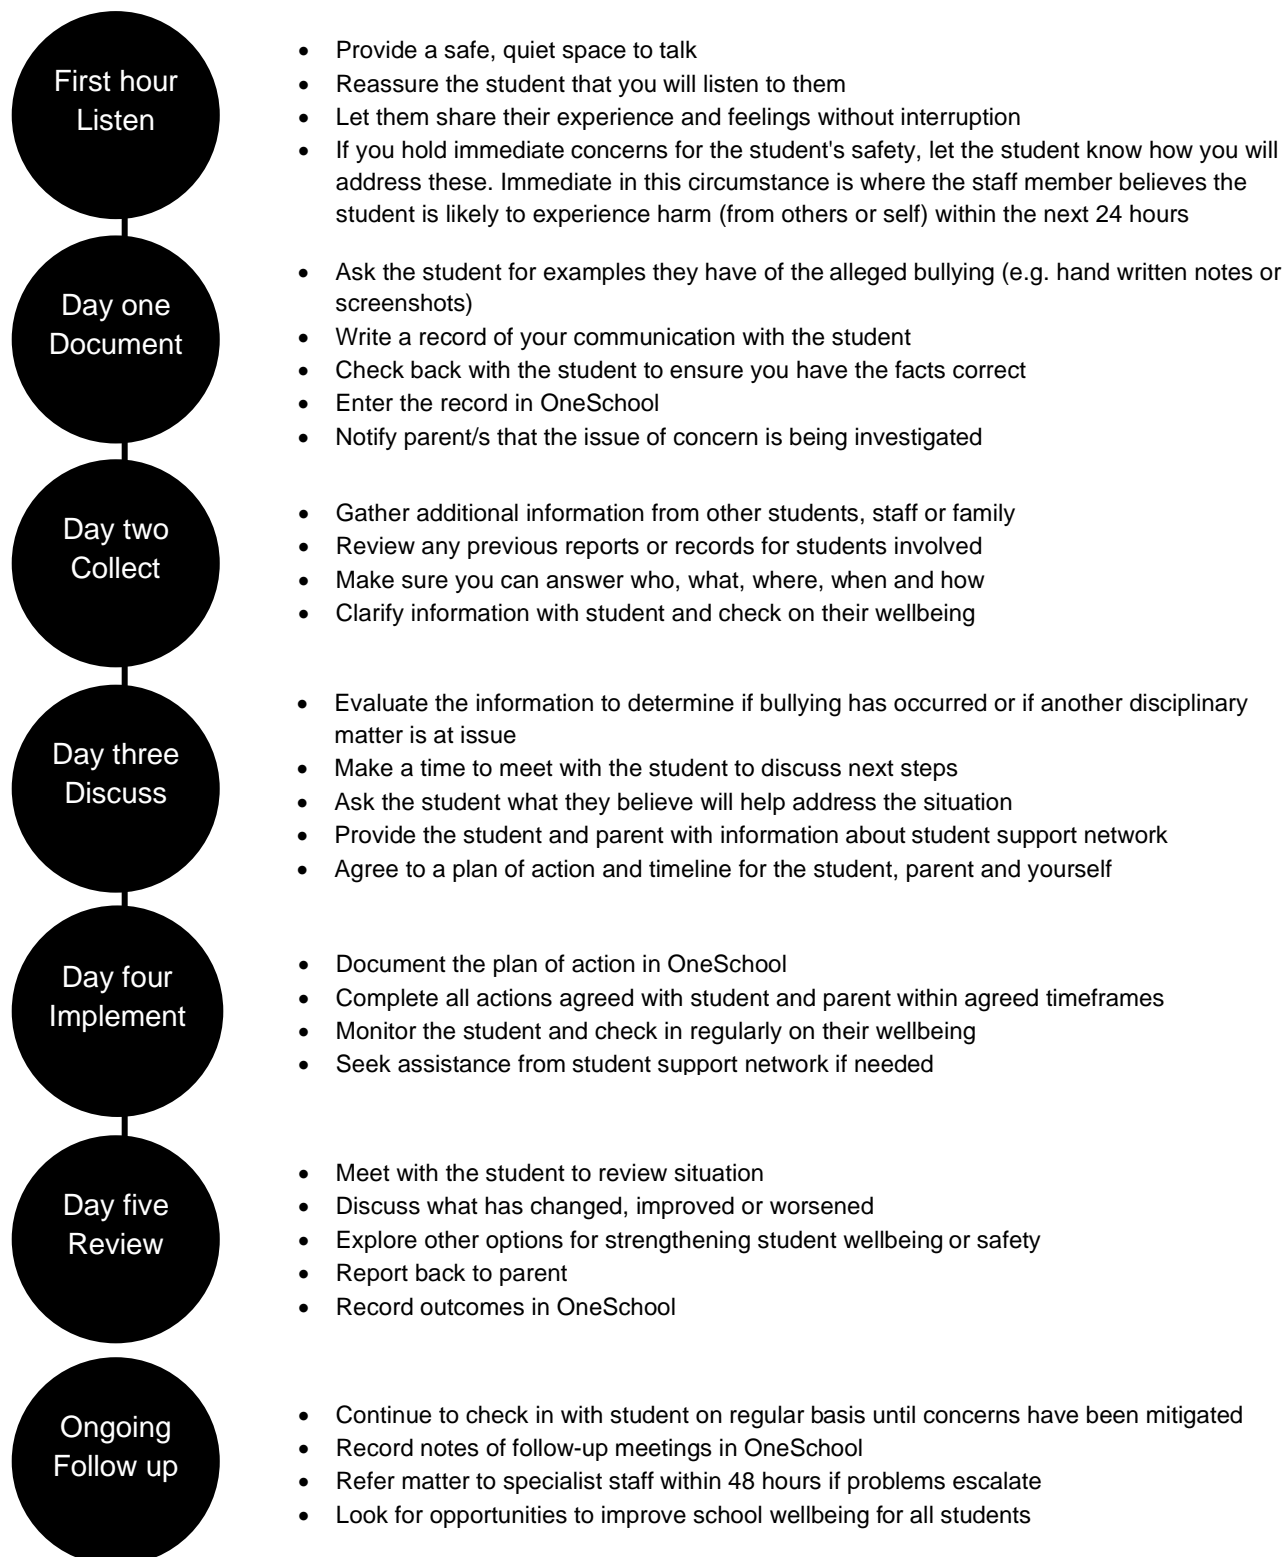 First hour
Listen
• Provide a safe, quiet space to talk
• Reassure the student that you will listen to them
• Let them share their experience and feelings without interruption
• If you hold immediate concerns for the student's safety, let the student know how you will
address these. Immediate in this circumstance is where the staff member believes the
student is likely to experience harm (from others or self) within the next 24 hours
Day one
Document
• Ask the student for examples they have of the alleged bullying (e.g. hand written notes or
screenshots)
• Write a record of your communication with the student
• Check back with the student to ensure you have the facts correct
• Enter the record in OneSchool
• Notify parent/s that the issue of concern is being investigated
Day two
Collect
• Gather additional information from other students, staff or family
• Review any previous reports or records for students involved
• Make sure you can answer who, what, where, when and how
• Clarify information with student and check on their wellbeing
Day three
Discuss
• Evaluate the information to determine if bullying has occurred or if another disciplinary
matter is at issue
• Make a time to meet with the student to discuss next steps
• Ask the student what they believe will help address the situation
• Provide the student and parent with information about student support network
• Agree to a plan of action and timeline for the student, parent and yourself
Day four
Implement
• Document the plan of action in OneSchool
• Complete all actions agreed with student and parent within agreed timeframes
• Monitor the student and check in regularly on their wellbeing
• Seek assistance from student support network if needed
Day five
Review
• Meet with the student to review situation
• Discuss what has changed, improved or worsened
• Explore other options for strengthening student wellbeing or safety
• Report back to parent
• Record outcomes in OneSchool
Ongoing
Follow up
• Continue to check in with student on regular basis until concerns have been mitigated
• Record notes of follow-up meetings in OneSchool
• Refer matter to specialist staff within 48 hours if problems escalate
• Look for opportunities to improve school wellbeing for all students